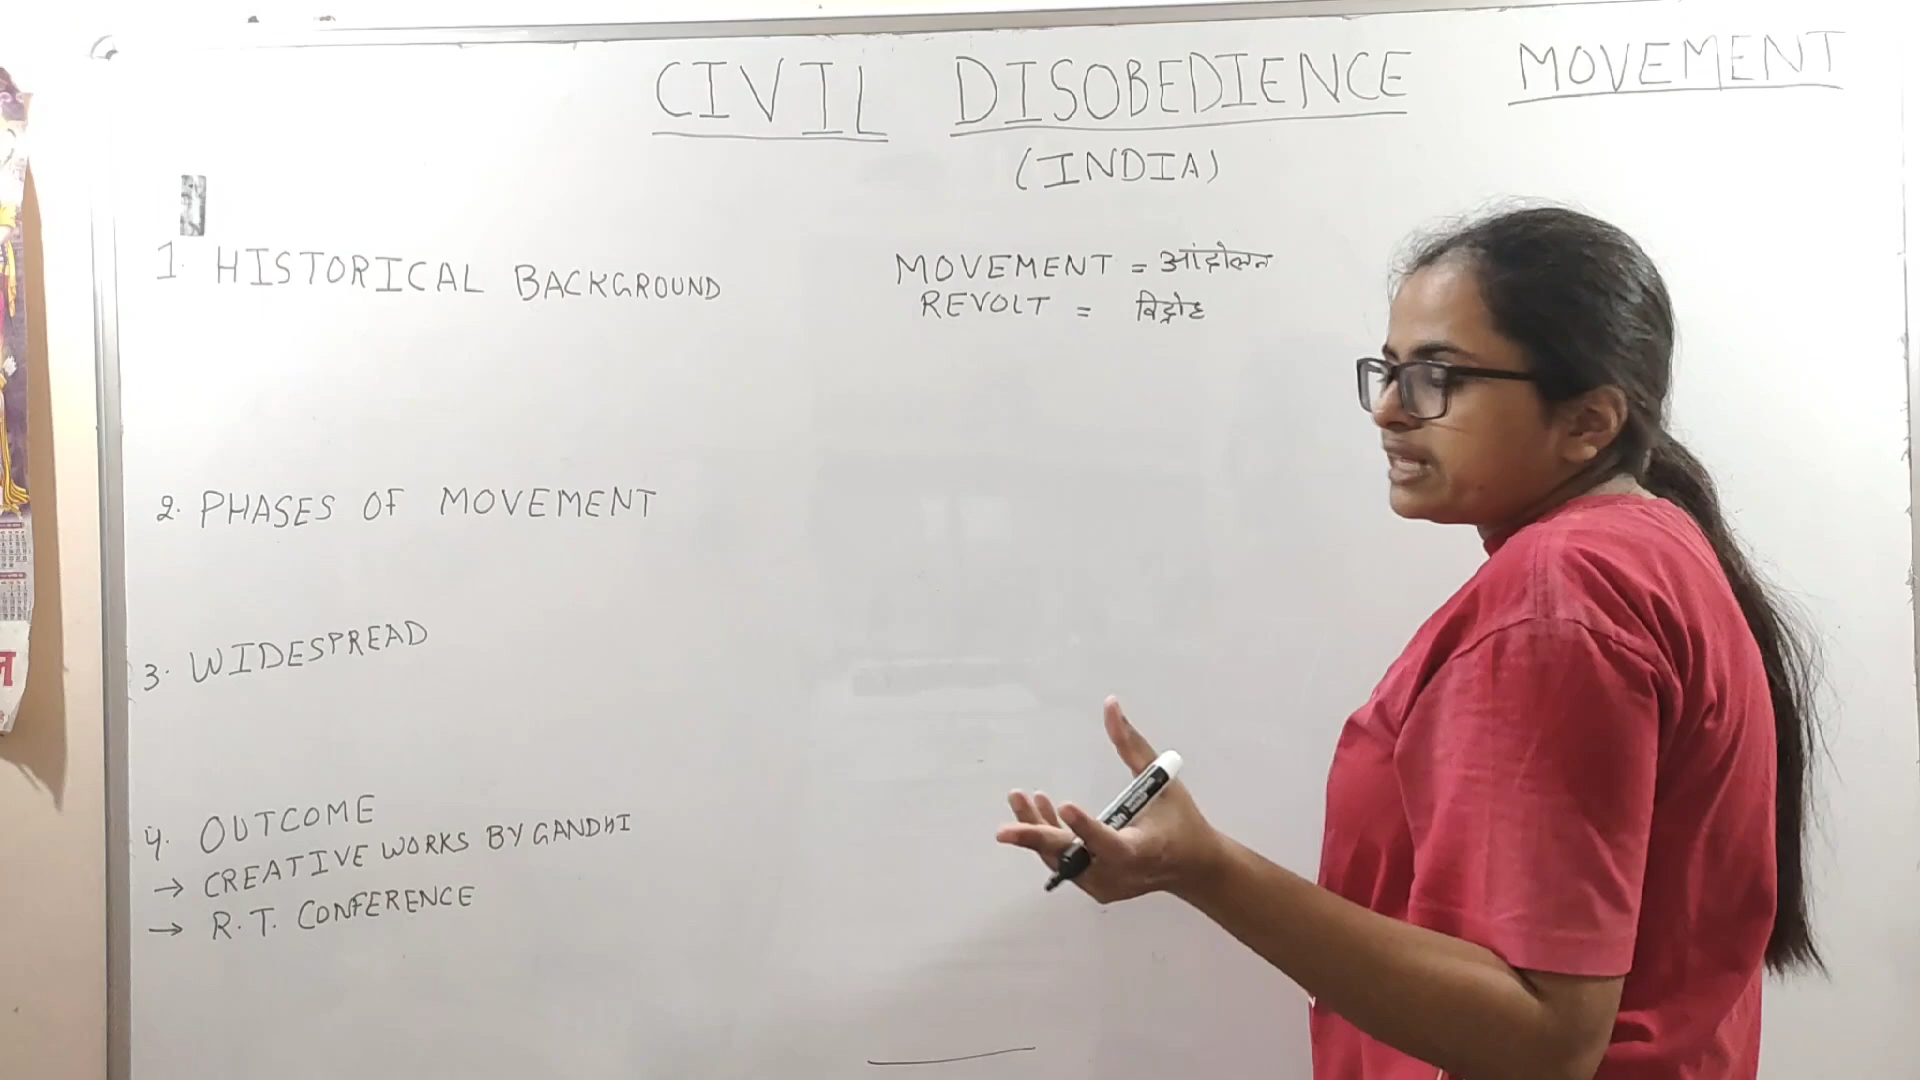 CIVIL DISOBEDIENCE MOVEMENT
(INDIA)
1. HISTORICAL BACKGROUND
MOVEMENT = आंदोलन
REVOLT = विद्रोह
2. PHASES OF MOVEMENT
3. WIDESPREAD
4. OUTCOME
→ CREATIVE WORKS BY GANDHI
→ R.T. CONFERENCE